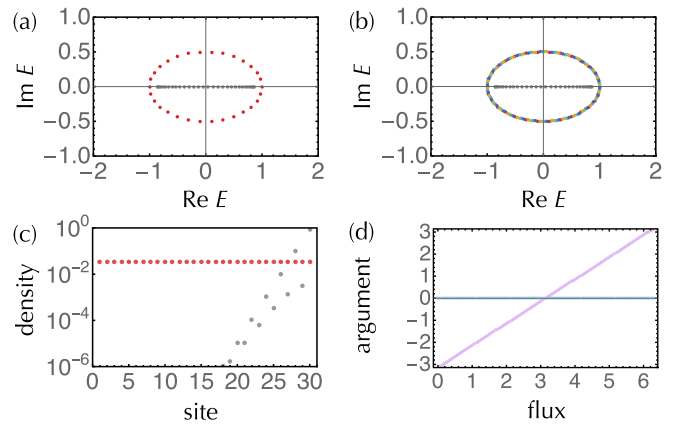 (a)
1.0
0.5
0.0
−0.5
−1.0
Im E
−2 −1 0 1 2
Re E
(b)
1.0
0.5
0.0
−0.5
−1.0
Im E
−2 −1 0 1 2
Re E
(c)
10^0
10^−2
10^−4
10^−6
density
0 5 10 15 20 25 30
site
(d)
3
2
1
0
−1
−2
−3
argument
0 1 2 3 4 5 6
flux